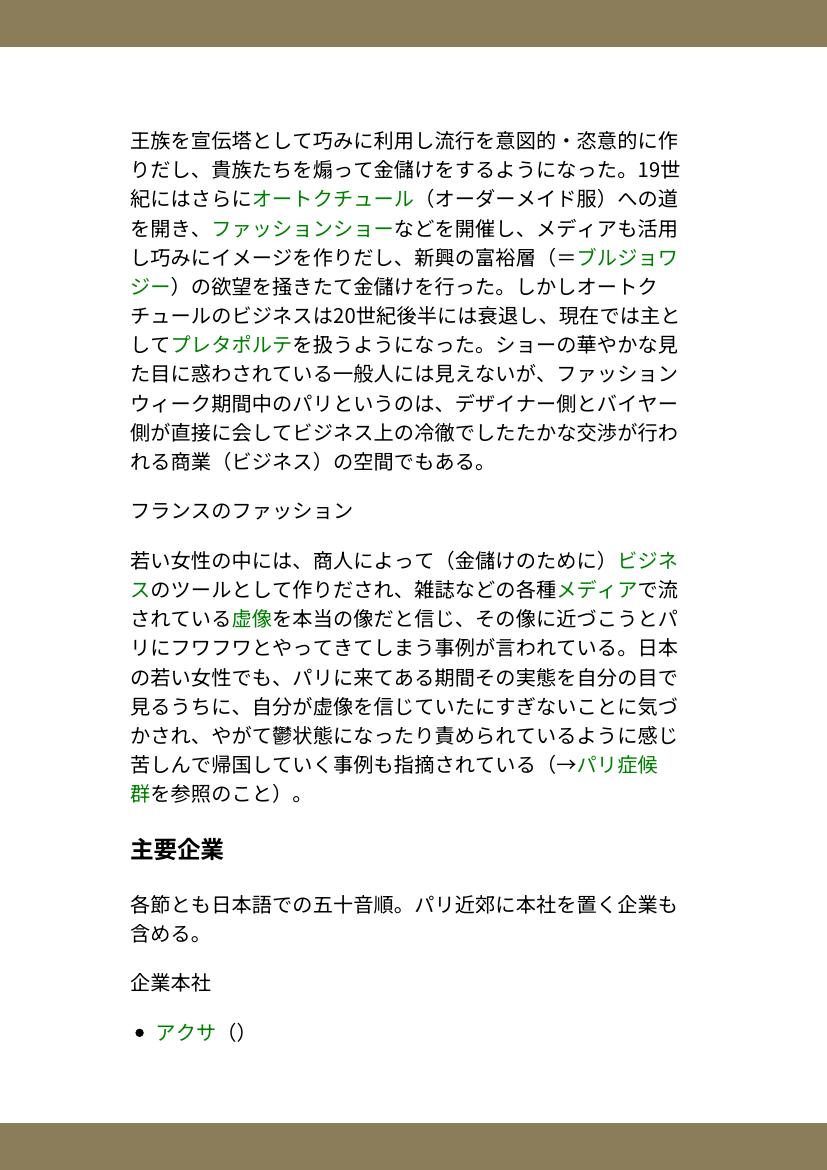 王族を宣伝塔として巧みに利用し流行を意図的・恣意的に作
りだし、貴族たちを煽って金儲けをするようになった。19世
紀にはさらにオートクチュール（オーダーメイド服）への道
を開き、ファッションショーなどを開催し、メディアも活用
し巧みにイメージを作りだし、新興の富裕層（＝ブルジョワ
ジー）の欲望を掻きたて金儲けを行った。しかしオートク
チュールのビジネスは20世紀後半には衰退し、現在では主と
してプレタポルテを扱うようになった。ショーの華やかな見
た目に惑わされている一般人には見えないが、ファッション
ウィーク期間中のパリというのは、デザイナー側とバイヤー
側が直接に会してビジネス上の冷徹でしたたかな交渉が行わ
れる商業（ビジネス）の空間でもある。
フランスのファッション
若い女性の中には、商人によって（金儲けのために）ビジネ
スのツールとして作りだされ、雑誌などの各種メディアで流
されている虚像を本当の像だと信じ、その像に近づこうとパ
リにフワフワとやってきてしまう事例が言われている。日本
の若い女性でも、パリに来てある期間その実態を自分の目で
見るうちに、自分が虚像を信じていたにすぎないことに気づ
かされ、やがて鬱状態になったり責められているように感じ
苦しんで帰国していく事例も指摘されている（→パリ症候
群を参照のこと）。
主要企業
各節とも日本語での五十音順。パリ近郊に本社を置く企業も
含める。
企業本社
• アクサ（）